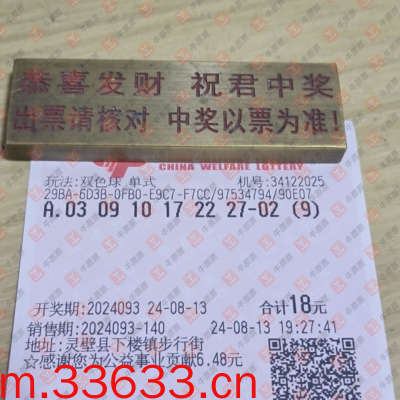 恭喜发财 祝君中奖
出票请核对 中奖以票为准!
CHINA WELFARE LOTTERY
玩法:双色球 单式 机号:34122025
29BA-6D3B-0FB0-E9C7-F7CC/97534794/90E07
A.03 09 10 17 22 27-02 (9)
开奖期:2024093 24-08-13 合计18元
销售期:2024093-140 24-08-13 19:27:41
地址:灵璧县下楼镇步行街
☆感谢您为公益事业贡献6.48元
m.33633.cn